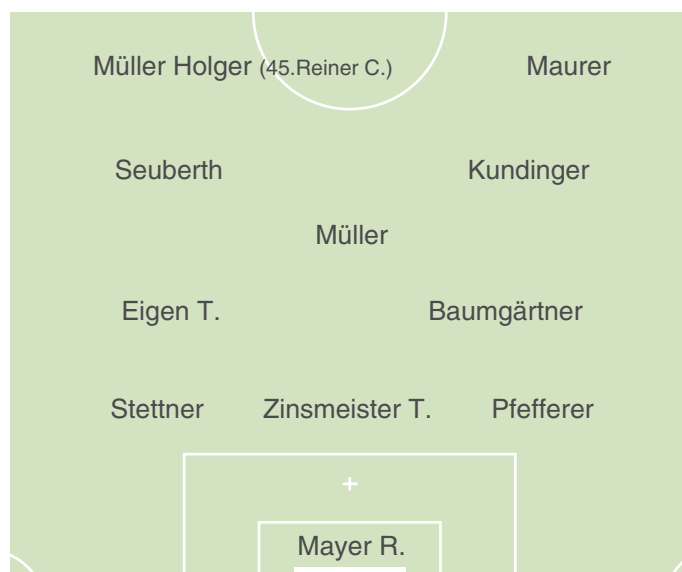 Müller Holger (45.Reiner C.) Maurer
Seuberth Kundinger
Müller
Eigen T. Baumgärtner
Stettner Zinsmeister T. Pfefferer
Mayer R.